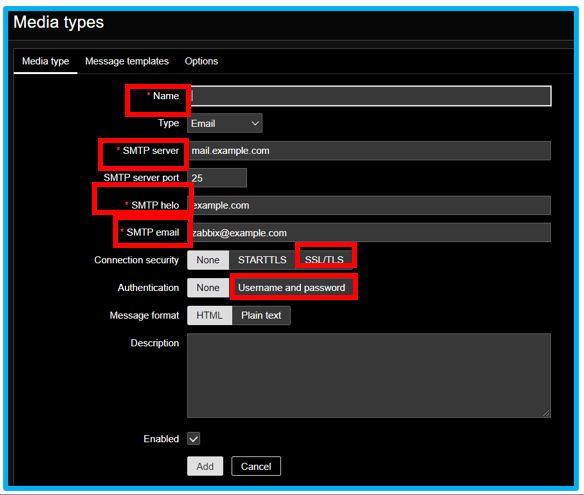 Media types
Media type Message templates Options
* Name
Type Email
* SMTP server mail.example.com
SMTP server port 25
* SMTP helo example.com
* SMTP email zabbix@example.com
Connection security None STARTTLS SSL/TLS
Authentication None Username and password
Message format HTML Plain text
Description
Enabled
Add Cancel